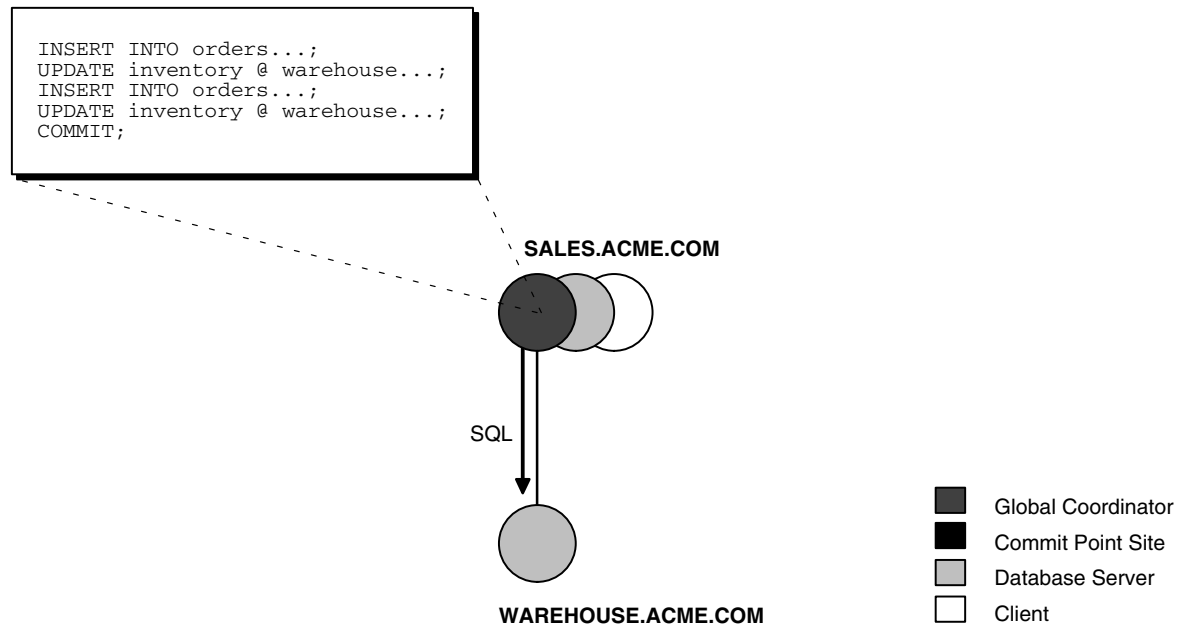 INSERT INTO orders...;
UPDATE inventory @ warehouse...;
INSERT INTO orders...;
UPDATE inventory @ warehouse...;
COMMIT;
SALES.ACME.COM
SQL
WAREHOUSE.ACME.COM
Global Coordinator
Commit Point Site
Database Server
Client